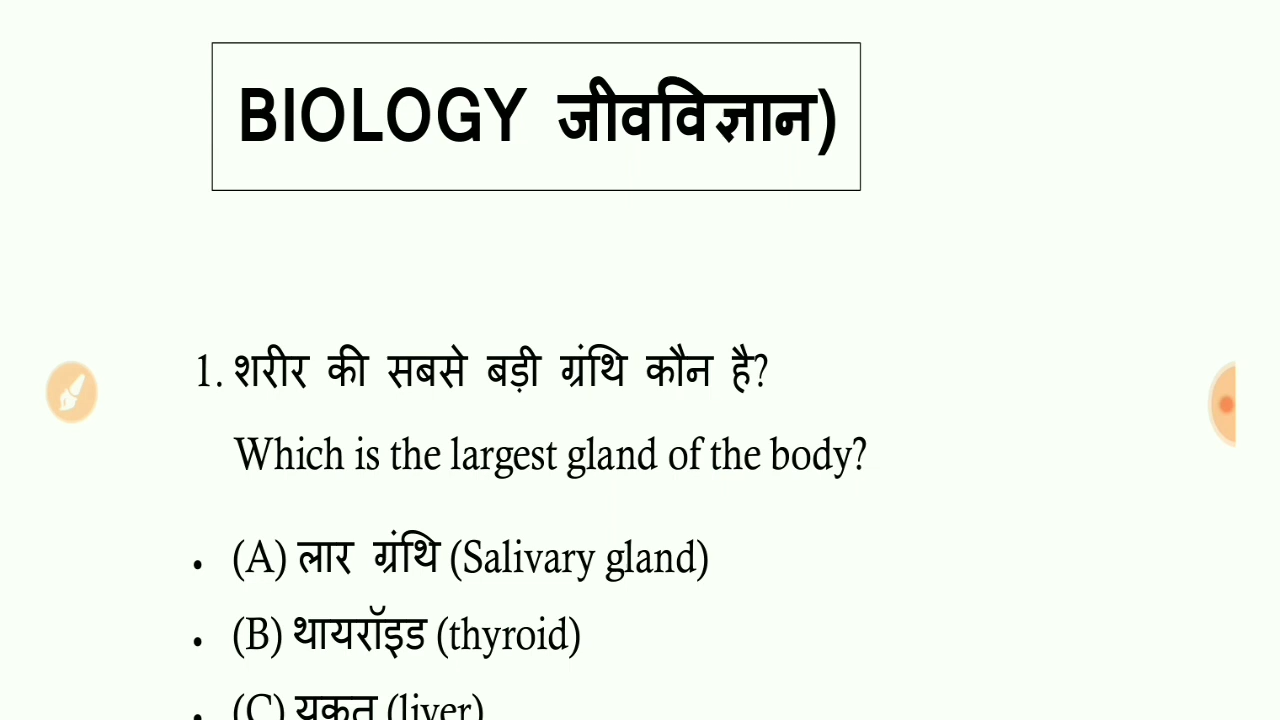 BIOLOGY जीवविज्ञान)
1. शरीर की सबसे बड़ी ग्रंथि कौन है?
Which is the largest gland of the body?
• (A) लार ग्रंथि (Salivary gland)
• (B) थायरॉइड (thyroid)
• (C) यकृत (liver)